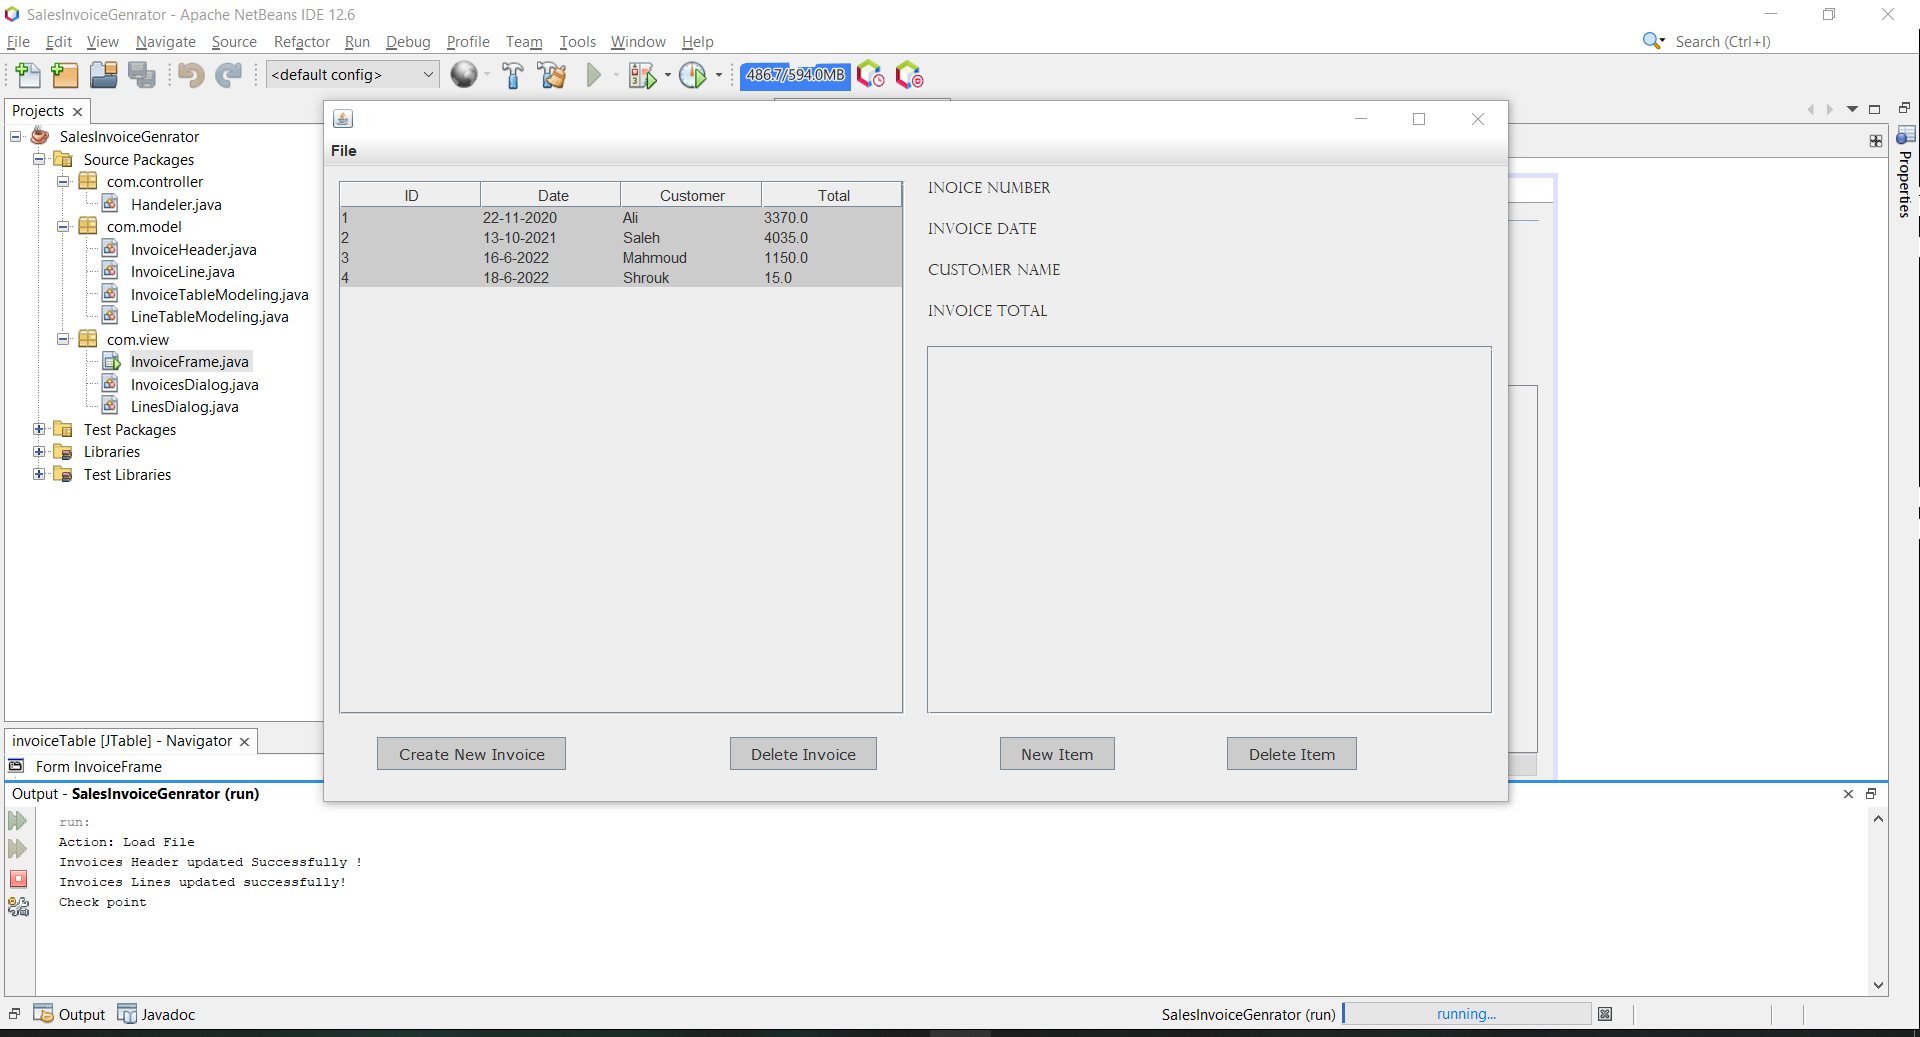 SalesInvoiceGenrator - Apache NetBeans IDE 12.6
File Edit View Navigate Source Refactor Run Debug Profile Team Tools Window Help
Search (Ctrl+I)
<default config>
486.7/594.0MB
Projects
SalesInvoiceGenrator
Source Packages
com.controller
Handeler.java
com.model
InvoiceHeader.java
InvoiceLine.java
InvoiceTableModeling.java
LineTableModeling.java
com.view
InvoiceFrame.java
InvoicesDialog.java
LinesDialog.java
Test Packages
Libraries
Test Libraries
File
ID Date Customer Total
1 22-11-2020 Ali 3370.0
2 13-10-2021 Saleh 4035.0
3 16-6-2022 Mahmoud 1150.0
4 18-6-2022 Shrouk 15.0
INOICE NUMBER
INVOICE DATE
CUSTOMER NAME
INVOICE TOTAL
Create New Invoice
Delete Invoice
New Item
Delete Item
Properties
invoiceTable [JTable] - Navigator
Form InvoiceFrame
Output - SalesInvoiceGenrator (run)
run:
Action: Load File
Invoices Header updated Successfully !
Invoices Lines updated successfully!
Check point
Output
Javadoc
SalesInvoiceGenrator (run)
running...